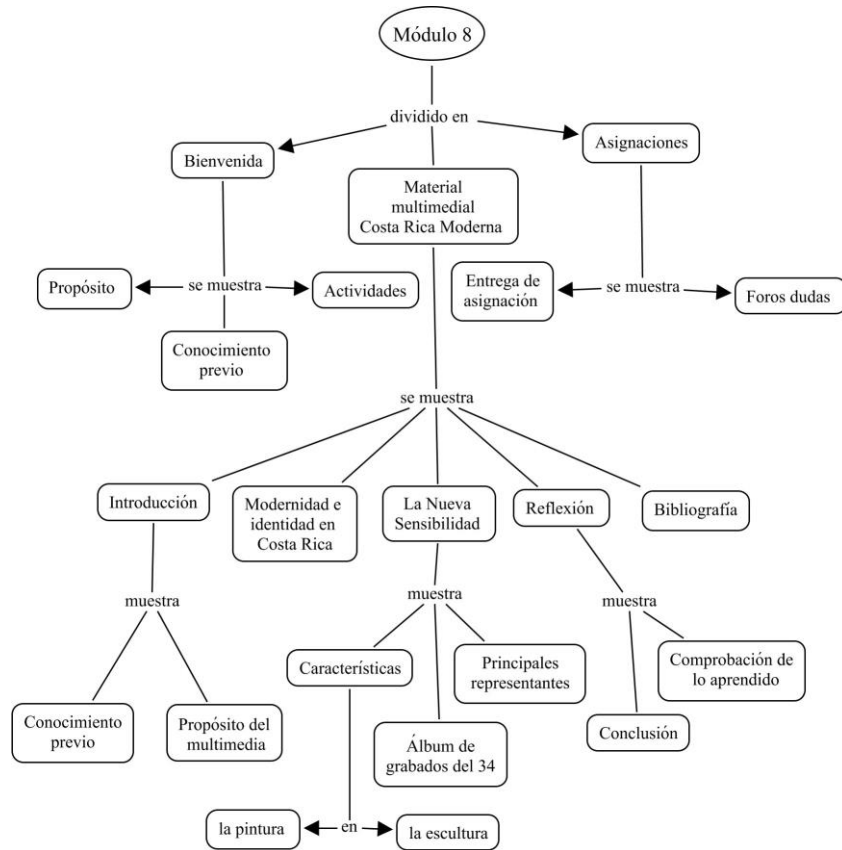 Módulo 8
dividido en
Bienvenida
Asignaciones
Material
multimedial
Costa Rica Moderna
Propósito
se muestra
Actividades
Entrega de
asignación
se muestra
Foros dudas
Conocimiento
previo
se muestra
Introducción
Modernidad e
identidad en
Costa Rica
La Nueva
Sensibilidad
Reflexión
Bibliografía
muestra
muestra
muestra
Características
Principales
representantes
Comprobación de
lo aprendido
Conocimiento
previo
Propósito del
multimedia
Álbum de
grabados del 34
Conclusión
la pintura
en
la escultura